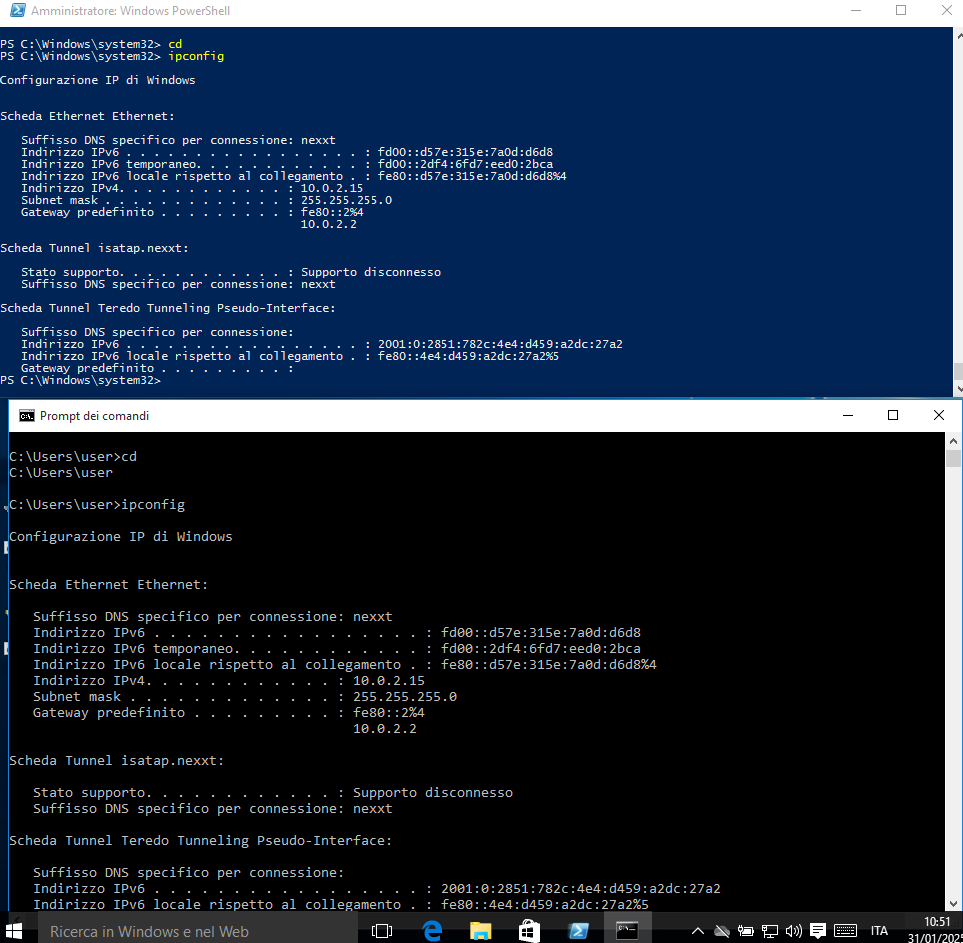 Amministratore: Windows PowerShell
PS C:\Windows\system32> cd
PS C:\Windows\system32> ipconfig
Configurazione IP di Windows
Scheda Ethernet Ethernet:
   Suffisso DNS specifico per connessione: nexxt
   Indirizzo IPv6 . . . . . . . . . . . . . . . . . : fd00::d57e:315e:7a0d:d6d8
   Indirizzo IPv6 temporaneo. . . . . . . . . . . . : fd00::2df4:6fd7:eed0:2bca
   Indirizzo IPv6 locale rispetto al collegamento . : fe80::d57e:315e:7a0d:d6d8%4
   Indirizzo IPv4. . . . . . . . . . . . : 10.0.2.15
   Subnet mask . . . . . . . . . . . . . : 255.255.255.0
   Gateway predefinito . . . . . . . . . : fe80::2%4
                                           10.0.2.2
Scheda Tunnel isatap.nexxt:
   Stato supporto. . . . . . . . . . . . : Supporto disconnesso
   Suffisso DNS specifico per connessione: nexxt
Scheda Tunnel Teredo Tunneling Pseudo-Interface:
   Suffisso DNS specifico per connessione:
   Indirizzo IPv6 . . . . . . . . . . . . . . . . . : 2001:0:2851:782c:4e4:d459:a2dc:27a2
   Indirizzo IPv6 locale rispetto al collegamento . : fe80::4e4:d459:a2dc:27a2%5
   Gateway predefinito . . . . . . . . . :
PS C:\Windows\system32>
Prompt dei comandi
C:\Users\user>cd
C:\Users\user
C:\Users\user>ipconfig
Configurazione IP di Windows
Scheda Ethernet Ethernet:
   Suffisso DNS specifico per connessione: nexxt
   Indirizzo IPv6 . . . . . . . . . . . . . . . . . : fd00::d57e:315e:7a0d:d6d8
   Indirizzo IPv6 temporaneo. . . . . . . . . . . . : fd00::2df4:6fd7:eed0:2bca
   Indirizzo IPv6 locale rispetto al collegamento . : fe80::d57e:315e:7a0d:d6d8%4
   Indirizzo IPv4. . . . . . . . . . . . : 10.0.2.15
   Subnet mask . . . . . . . . . . . . . : 255.255.255.0
   Gateway predefinito . . . . . . . . . : fe80::2%4
                                           10.0.2.2
Scheda Tunnel isatap.nexxt:
   Stato supporto. . . . . . . . . . . . : Supporto disconnesso
   Suffisso DNS specifico per connessione: nexxt
Scheda Tunnel Teredo Tunneling Pseudo-Interface:
   Suffisso DNS specifico per connessione:
   Indirizzo IPv6 . . . . . . . . . . . . . . . . . : 2001:0:2851:782c:4e4:d459:a2dc:27a2
   Indirizzo IPv6 locale rispetto al collegamento . : fe80::4e4:d459:a2dc:27a2%5
Ricerca in Windows e nel Web
ITA
10:51
31/01/2025